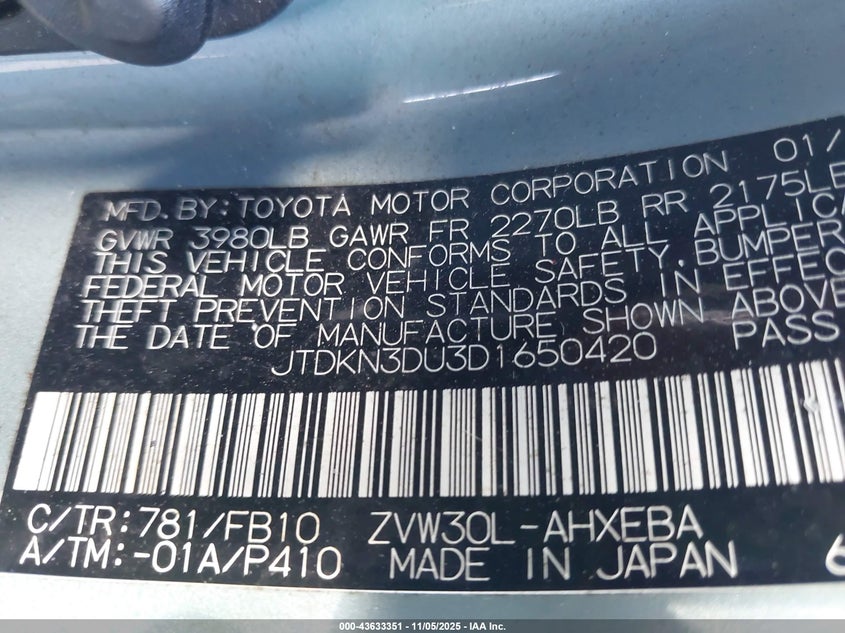 MFD. BY: TOYOTA MOTOR CORPORATION 01/
GVWR 3980LB GAWR FR 2270LB RR 2175LB
THIS VEHICLE CONFORMS TO ALL APPLICA
FEDERAL MOTOR VEHICLE SAFETY, BUMPER
THEFT PREVENTION STANDARDS IN EFFEC
THE DATE OF MANUFACTURE SHOWN ABOVE
JTDKN3DU3D1650420 PASS
C/TR: 781/FB10 ZVW30L-AHXEBA
A/TM: -01A/P410 MADE IN JAPAN 6
000-43633351 - 11/05/2025 - IAA Inc.